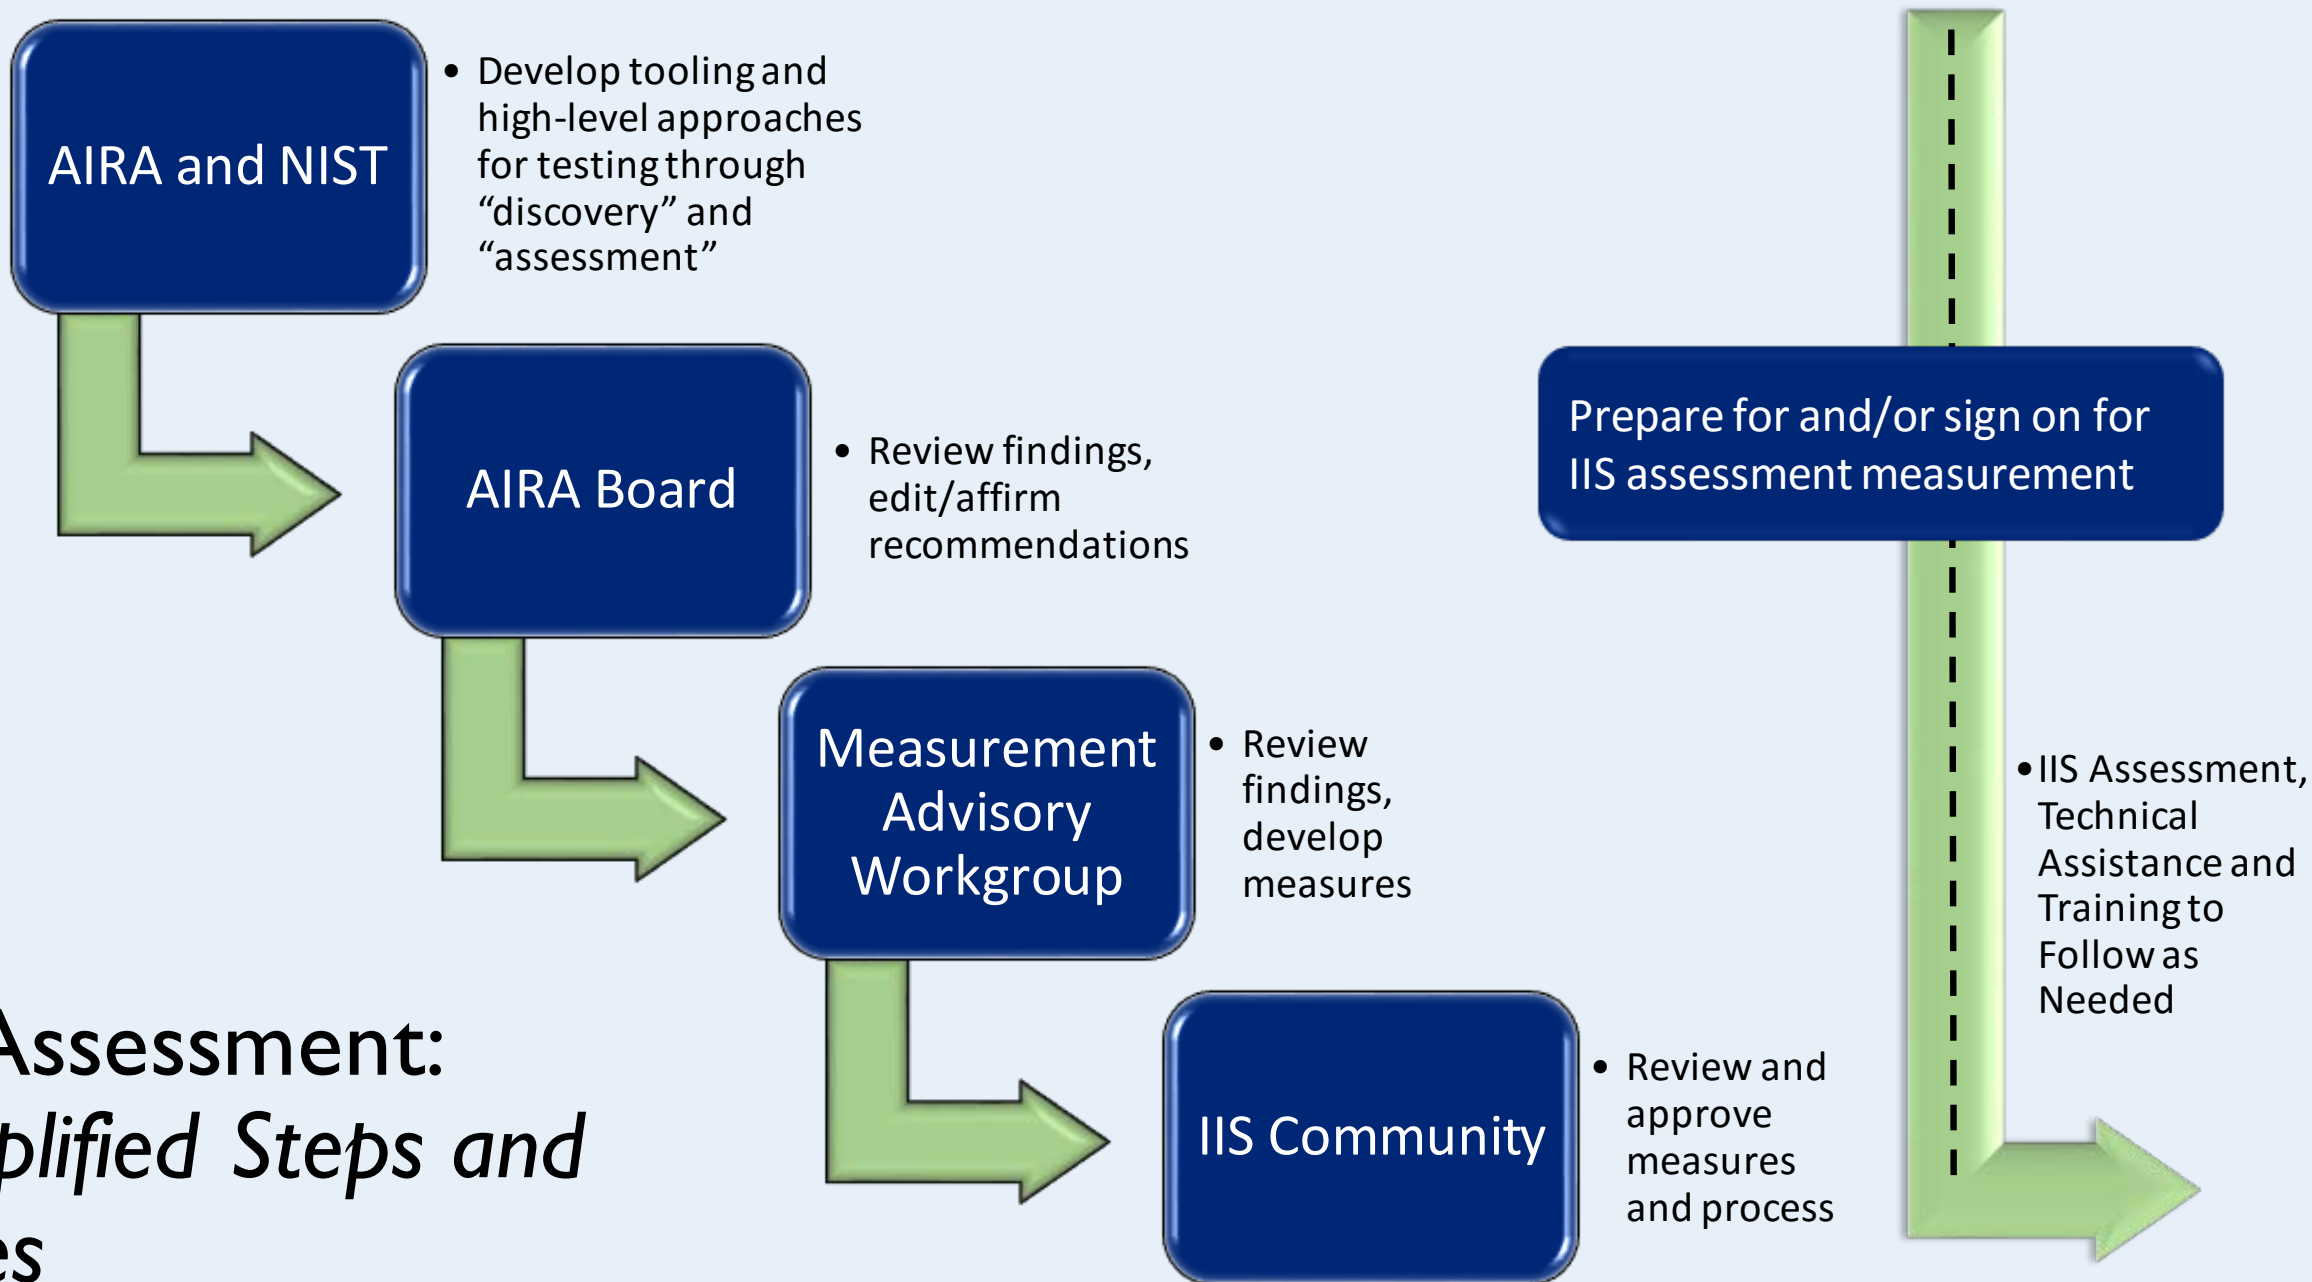 AIRA and NIST
• Develop tooling and
high-level approaches
for testing through
“discovery” and
“assessment”
AIRA Board
• Review findings,
edit/affirm
recommendations
Measurement
Advisory
Workgroup
• Review
findings,
develop
measures
IIS Community
• Review and
approve
measures
and process
Prepare for and/or sign on for
IIS assessment measurement
•IIS Assessment,
Technical
Assistance and
Training to
Follow as
Needed
Assessment:
plified Steps and
es